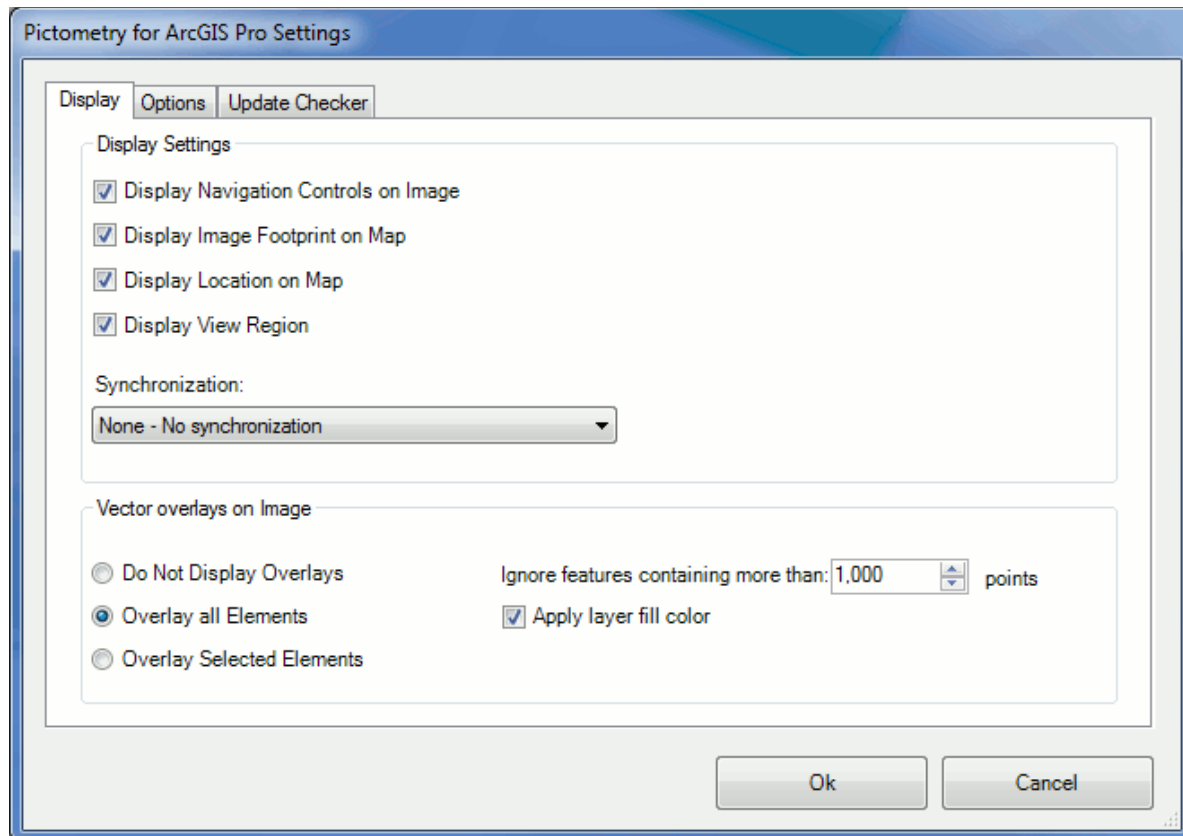 Pictometry for ArcGIS Pro Settings
Display Options Update Checker
Display Settings
Display Navigation Controls on Image
Display Image Footprint on Map
Display Location on Map
Display View Region
Synchronization:
None - No synchronization
Vector overlays on Image
Do Not Display Overlays Ignore features containing more than: 1,000 points
Overlay all Elements Apply layer fill color
Overlay Selected Elements
Ok Cancel